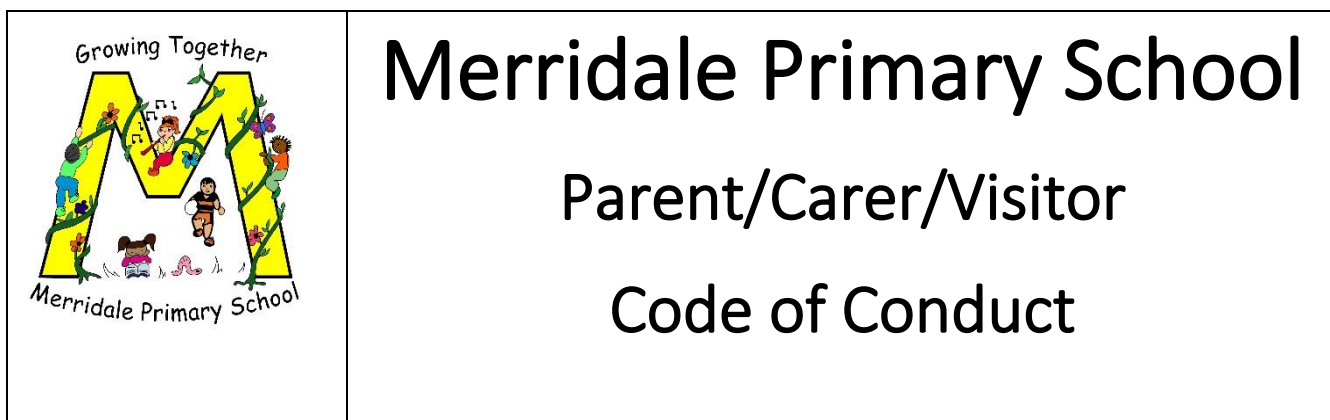 Growing Together
Merridale Primary School
Merridale Primary School
Parent/Carer/Visitor
Code of Conduct